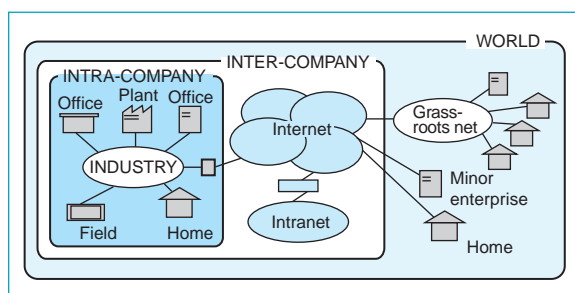 WORLD
INTER-COMPANY
INTRA-COMPANY
Office
Plant
Office
INDUSTRY
Field
Home
Internet
Intranet
Grass-
roots net
Minor
enterprise
Home